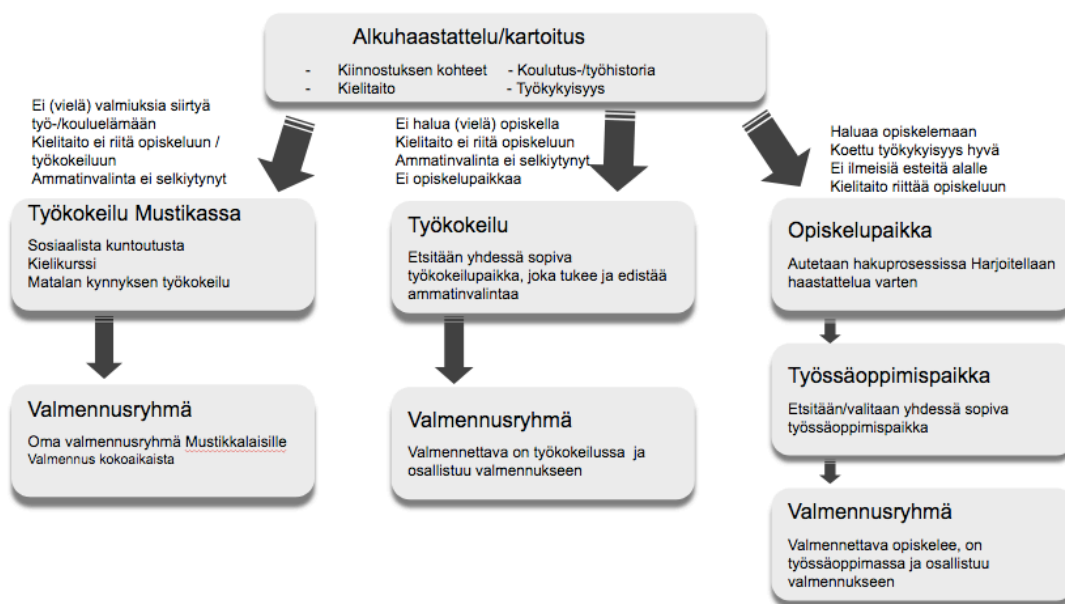 Alkuhaastattelu/kartoitus
- Kiinnostuksen kohteet - Koulutus-/työhistoria
- Kielitaito - Työkykyisyys
Ei (vielä) valmiuksia siirtyä
työ-/kouluelämään
Kielitaito ei riitä opiskeluun /
työkokeiluun
Ammatinvalinta ei selkiytynyt
Ei halua (vielä) opiskella
Kielitaito ei riitä opiskeluun
Ammatinvalinta ei selkiytynyt
Ei opiskelupaikkaa
Haluaa opiskelemaan
Koettu työkykyisyys hyvä
Ei ilmeisiä esteitä alalle
Kielitaito riittää opiskeluun
Työkokeilu Mustikassa
Sosiaalista kuntoutusta
Kielikurssi
Matalan kynnyksen työkokeilu
Työkokeilu
Etsitään yhdessä sopiva
työkokeilupaikka, joka tukee ja edistää
ammatinvalintaa
Opiskelupaikka
Autetaan hakuprosessissa Harjoitellaan
haastattelua varten
Valmennusryhmä
Oma valmennusryhmä Mustikkalaisille
Valmennus kokoaikaista
Valmennusryhmä
Valmennettava on työkokeilussa ja
osallistuu valmennukseen
Työssäoppimispaikka
Etsitään/valitaan yhdessä sopiva
työssäoppimispaikka
Valmennusryhmä
Valmennettava opiskelee, on
työssäoppimassa ja osallistuu
valmennukseen